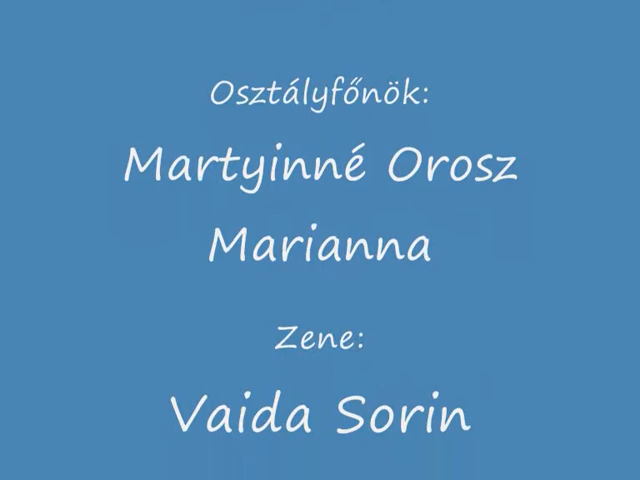 Osztályfőnök:
Martyinné Orosz
Marianna
Zene:
Vaida Sorin